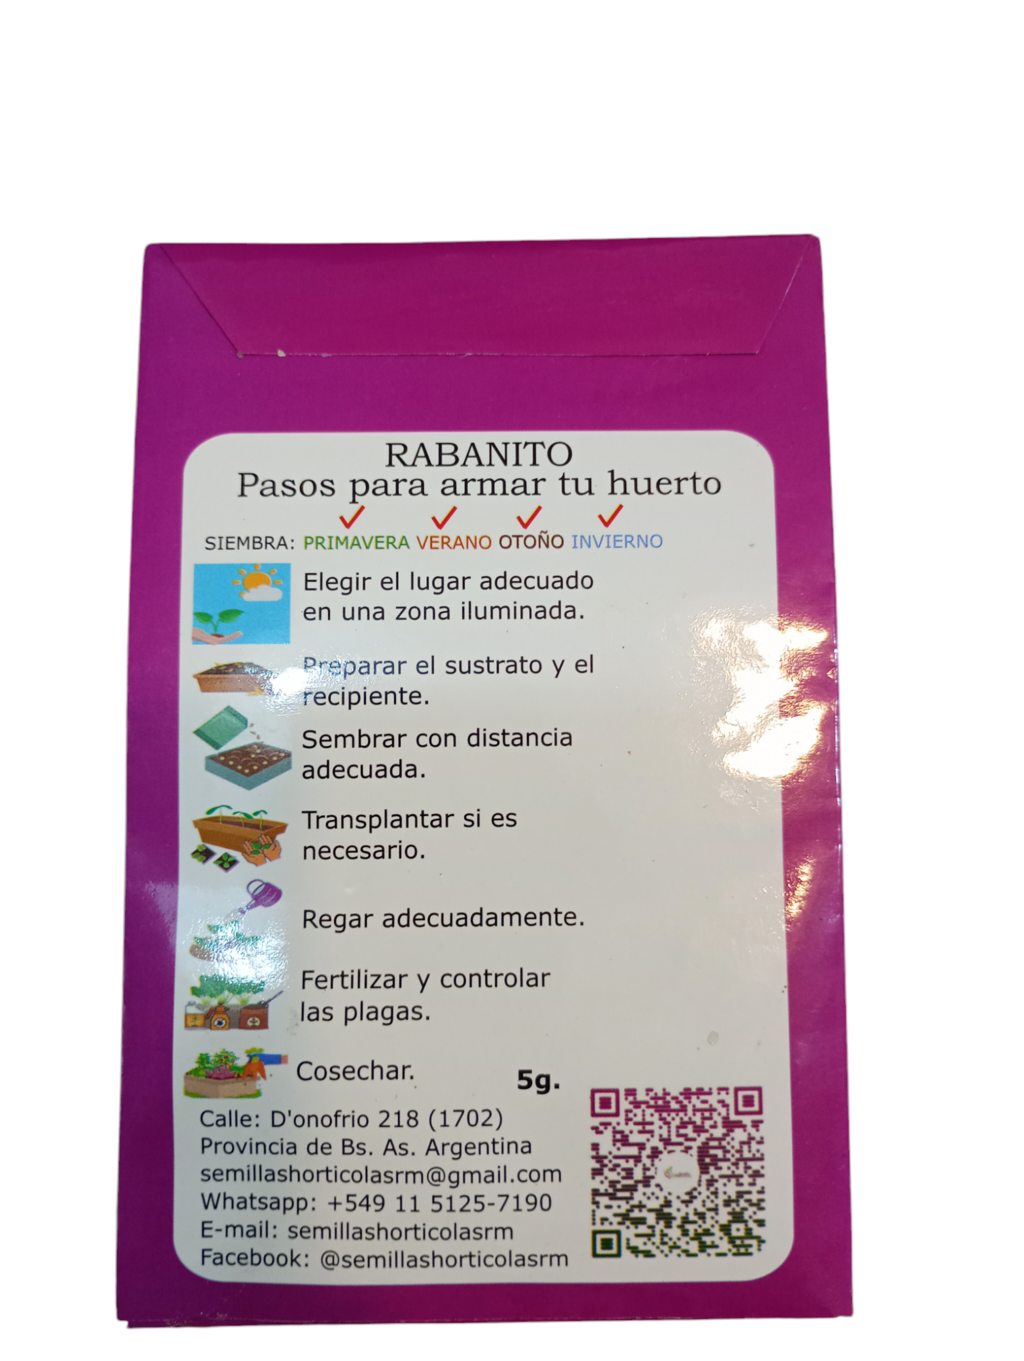 RABANITO
Pasos para armar tu huerto
SIEMBRA: PRIMAVERA VERANO OTOÑO INVIERNO
Elegir el lugar adecuado
en una zona iluminada.
Preparar el sustrato y el
recipiente.
Sembrar con distancia
adecuada.
Transplantar si es
necesario.
Regar adecuadamente.
Fertilizar y controlar
las plagas.
Cosechar.
5g.
Calle: D'onofrio 218 (1702)
Provincia de Bs. As. Argentina
semillashorticolasrm@gmail.com
Whatsapp: +549 11 5125-7190
E-mail: semillashorticolasrm
Facebook: @semillashorticolasrm